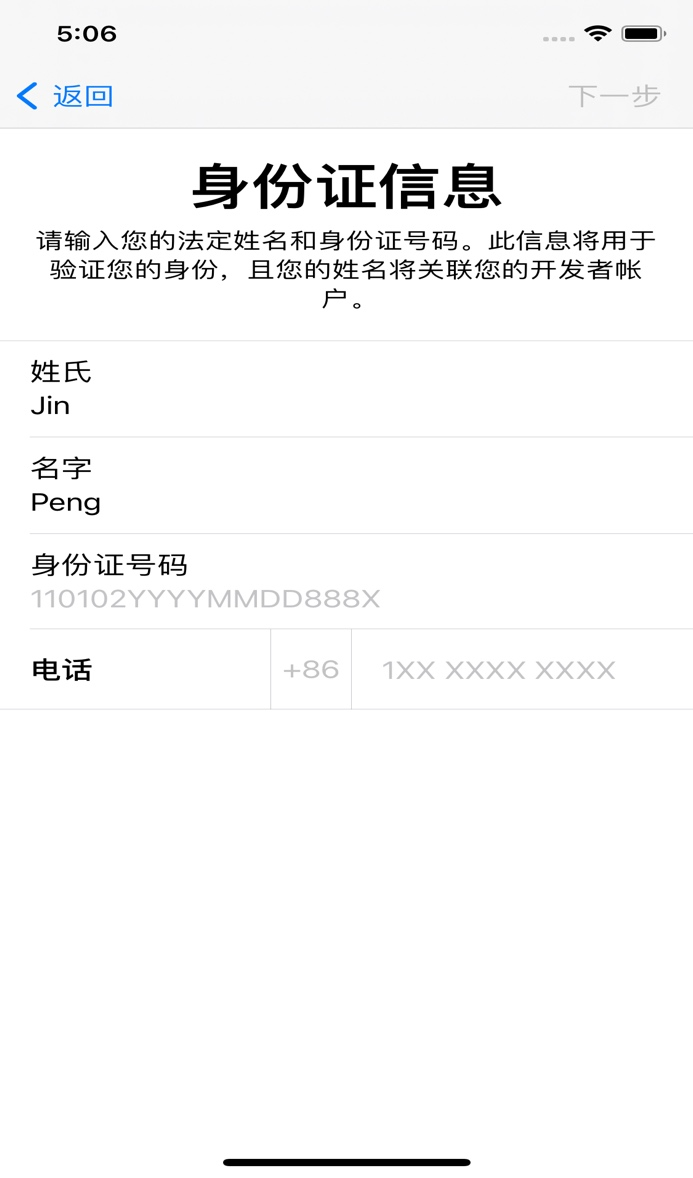 5:06
返回
下一步
身份证信息
请输入您的法定姓名和身份证号码。此信息将用于
验证您的身份，且您的姓名将关联您的开发者帐
户。
姓氏
Jin
名字
Peng
身份证号码
110102YYYYMMDD888X
电话 +86 1XX XXXX XXXX